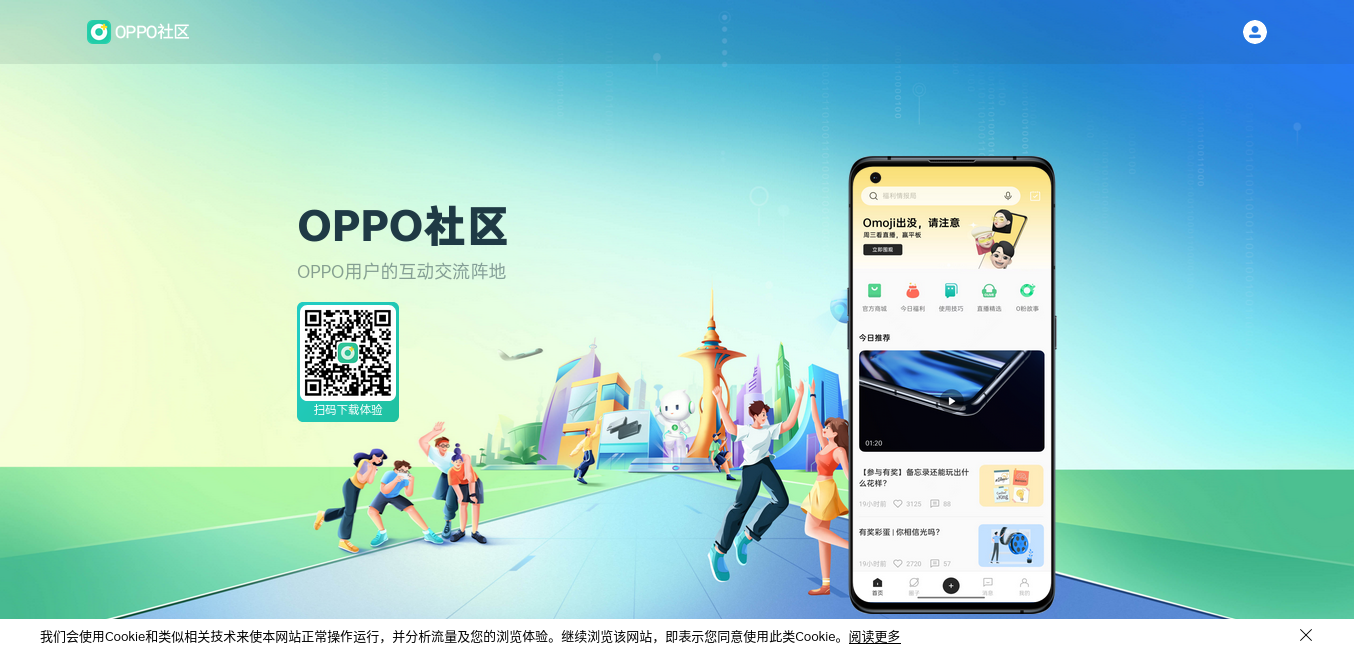 OPPO社区
OPPO社区
OPPO用户的互动交流阵地
扫码下载体验
福利情报局
Omoji出没，请注意
周三看直播，赢平板
立即围观
官方商城 今日福利 使用技巧 直播精选 O粉故事
今日推荐
01:20
【参与有奖】备忘录还能玩出什
么花样？
19小时前 3125 88
有奖彩蛋 | 你相信光吗？
19小时前 2720 57
首页 圈子 消息 我的
我们会使用Cookie和类似相关技术来使本网站正常操作运行，并分析流量及您的浏览体验。继续浏览该网站，即表示您同意使用此类Cookie。阅读更多